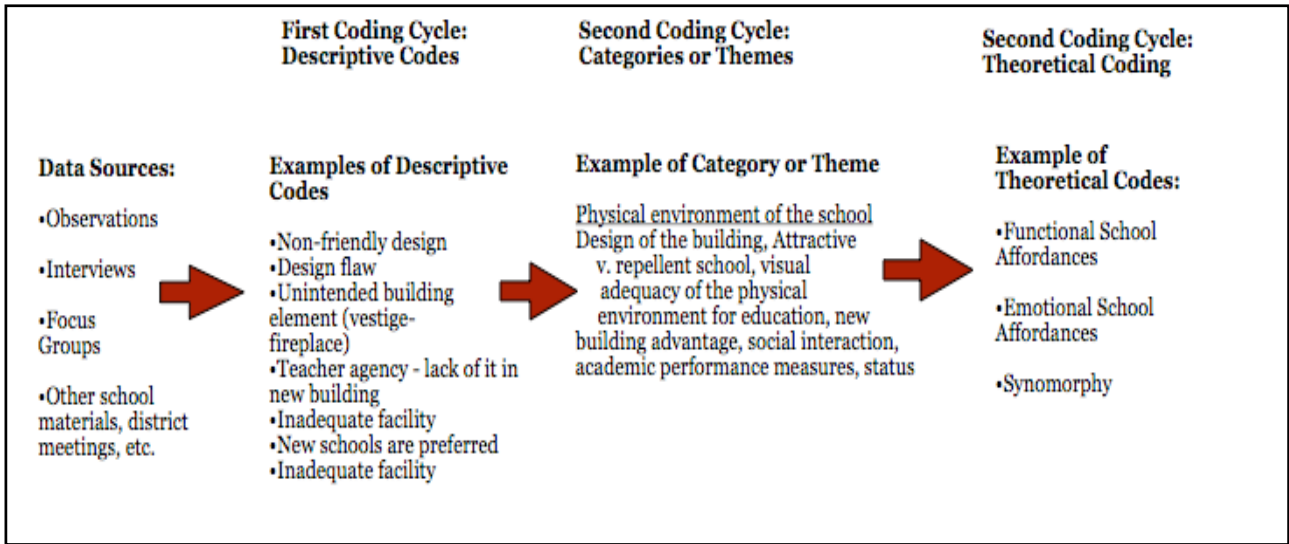 First Coding Cycle:
Descriptive Codes
Second Coding Cycle:
Categories or Themes
Second Coding Cycle:
Theoretical Coding
Data Sources:
•Observations
•Interviews
•Focus
Groups
•Other school
materials, district
meetings, etc.
Examples of Descriptive
Codes
•Non-friendly design
•Design flaw
•Unintended building
element (vestige-
fireplace)
•Teacher agency - lack of it in
new building
•Inadequate facility
•New schools are preferred
•Inadequate facility
Example of Category or Theme
Physical environment of the school
Design of the building, Attractive
v. repellent school, visual
adequacy of the physical
environment for education, new
building advantage, social interaction,
academic performance measures, status
Example of
Theoretical Codes:
•Functional School
Affordances
•Emotional School
Affordances
•Synomorphy